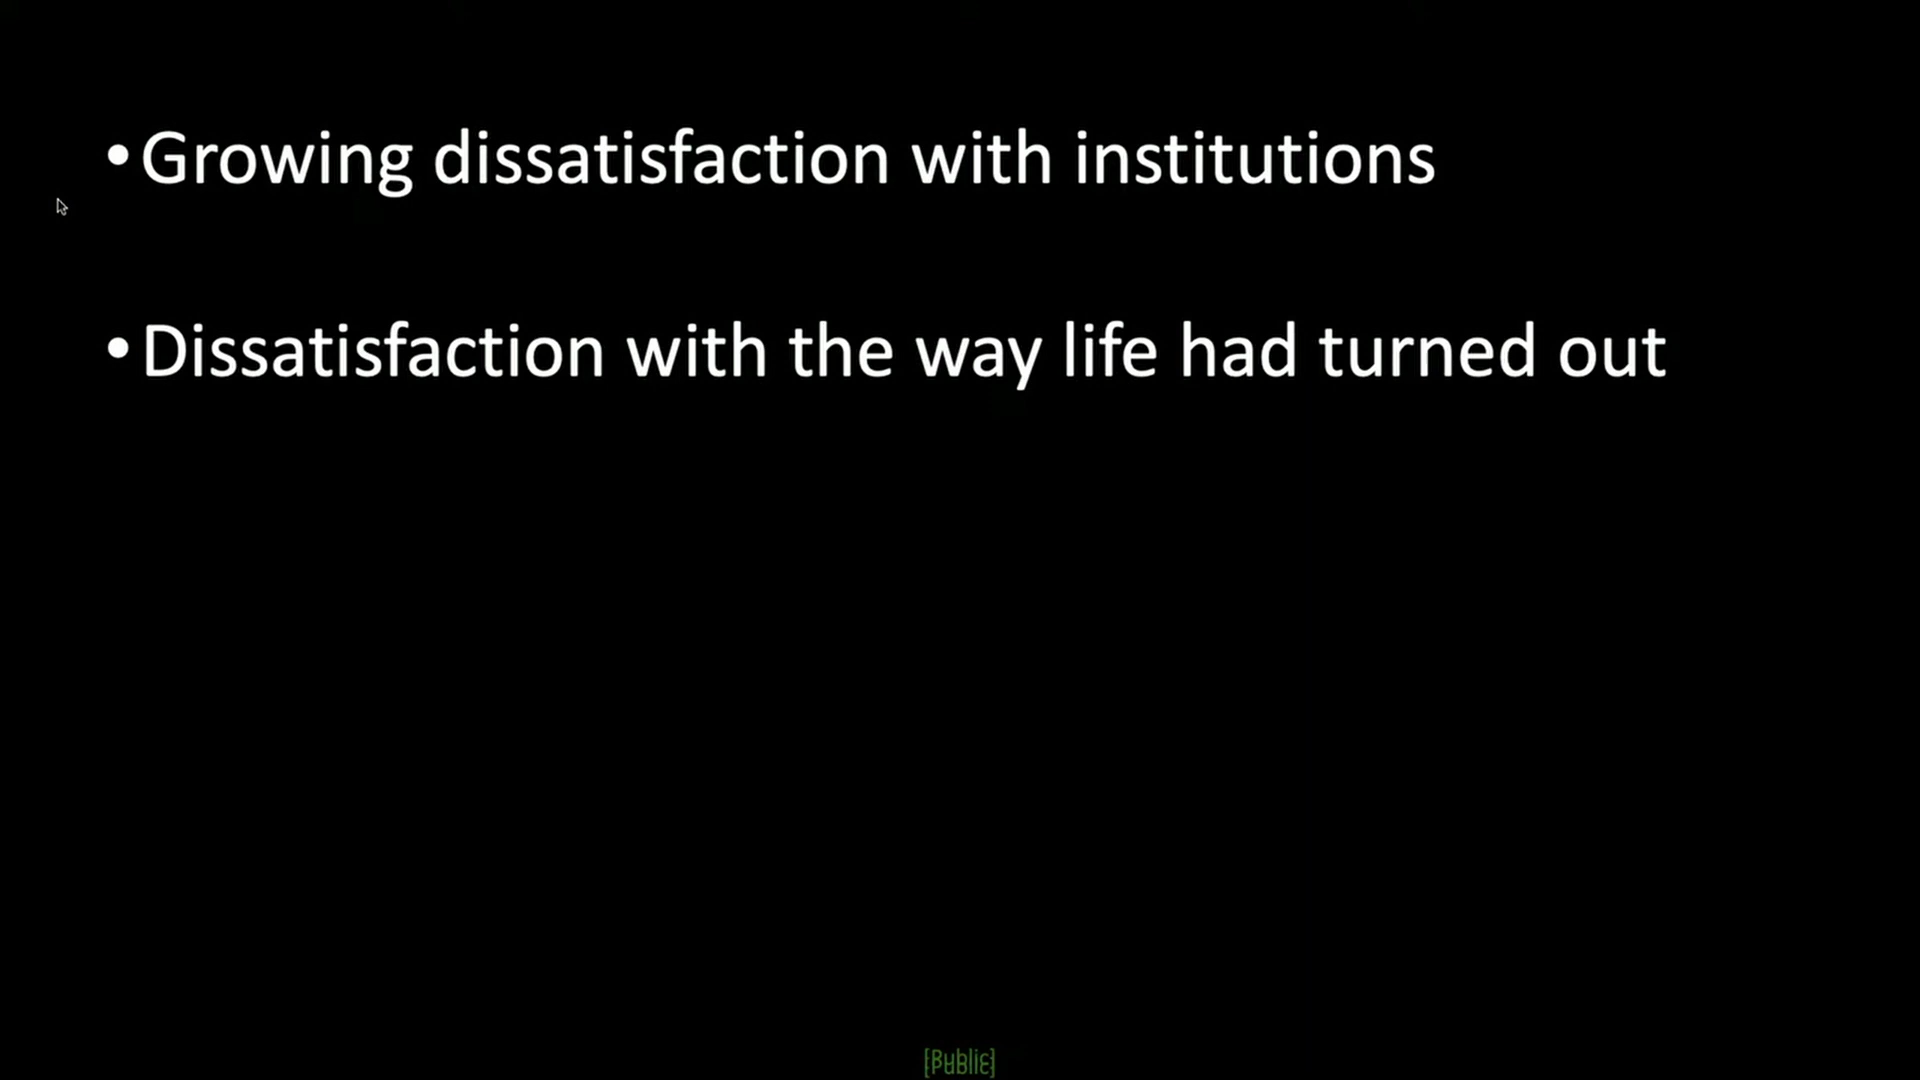 •Growing dissatisfaction with institutions
•Dissatisfaction with the way life had turned out
[Public]